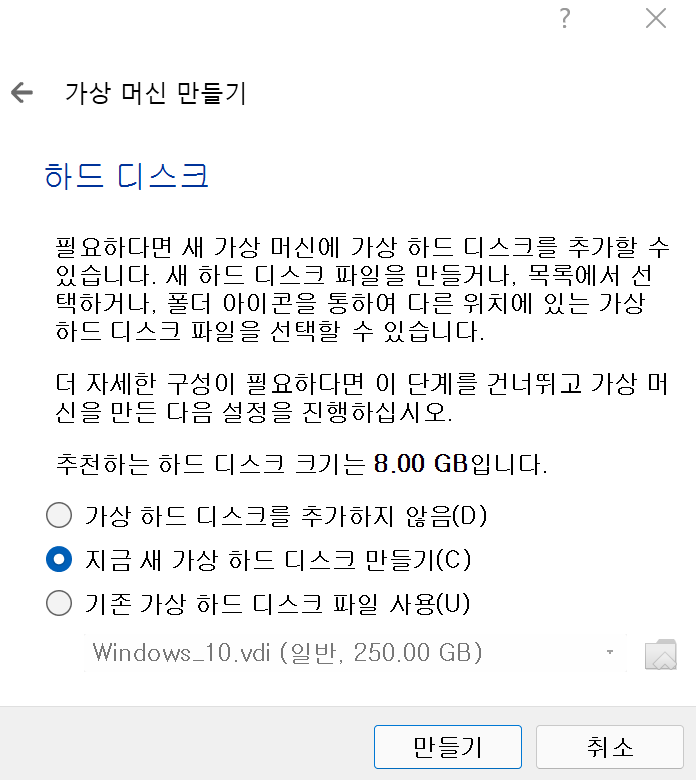 ?
가상 머신 만들기
하드 디스크
필요하다면 새 가상 머신에 가상 하드 디스크를 추가할 수
있습니다. 새 하드 디스크 파일을 만들거나, 목록에서 선
택하거나, 폴더 아이콘을 통하여 다른 위치에 있는 가상
하드 디스크 파일을 선택할 수 있습니다.
더 자세한 구성이 필요하다면 이 단계를 건너뛰고 가상 머
신을 만든 다음 설정을 진행하십시오.
추천하는 하드 디스크 크기는 8.00 GB입니다.
가상 하드 디스크를 추가하지 않음(D)
지금 새 가상 하드 디스크 만들기(C)
기존 가상 하드 디스크 파일 사용(U)
Windows_10.vdi (일반, 250.00 GB)
만들기
취소